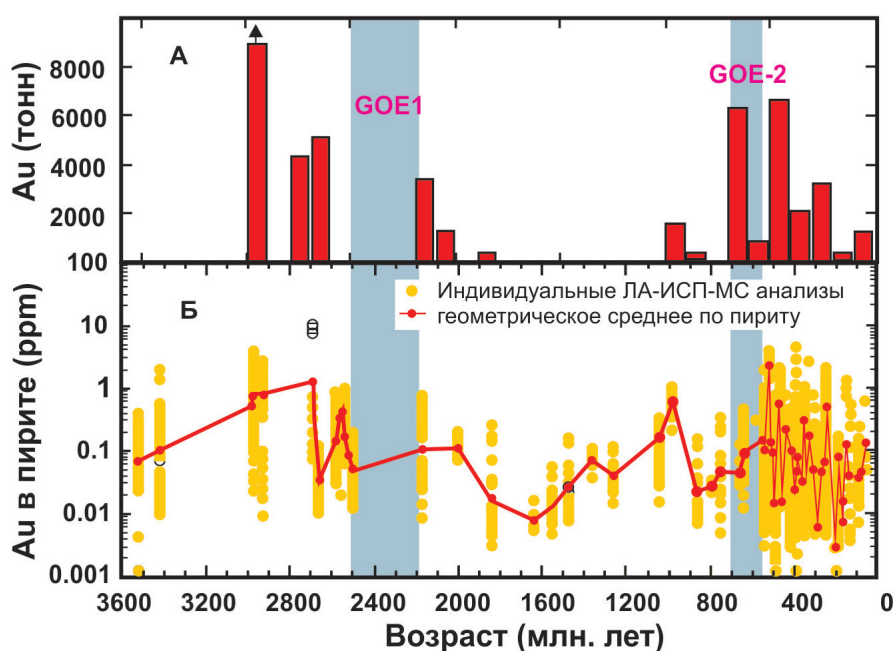 А
GOE1
GOE-2
Au (тонн)
8000
6000
4000
2000
100
Б
Индивидуальные ЛА-ИСП-МС анализы
геометрическое среднее по пириту
Au в пирите (ppm)
10
1
0.1
0.01
0.001
3600 3200 2800 2400 2000 1600 1200 800 400 0
Возраст (млн. лет)